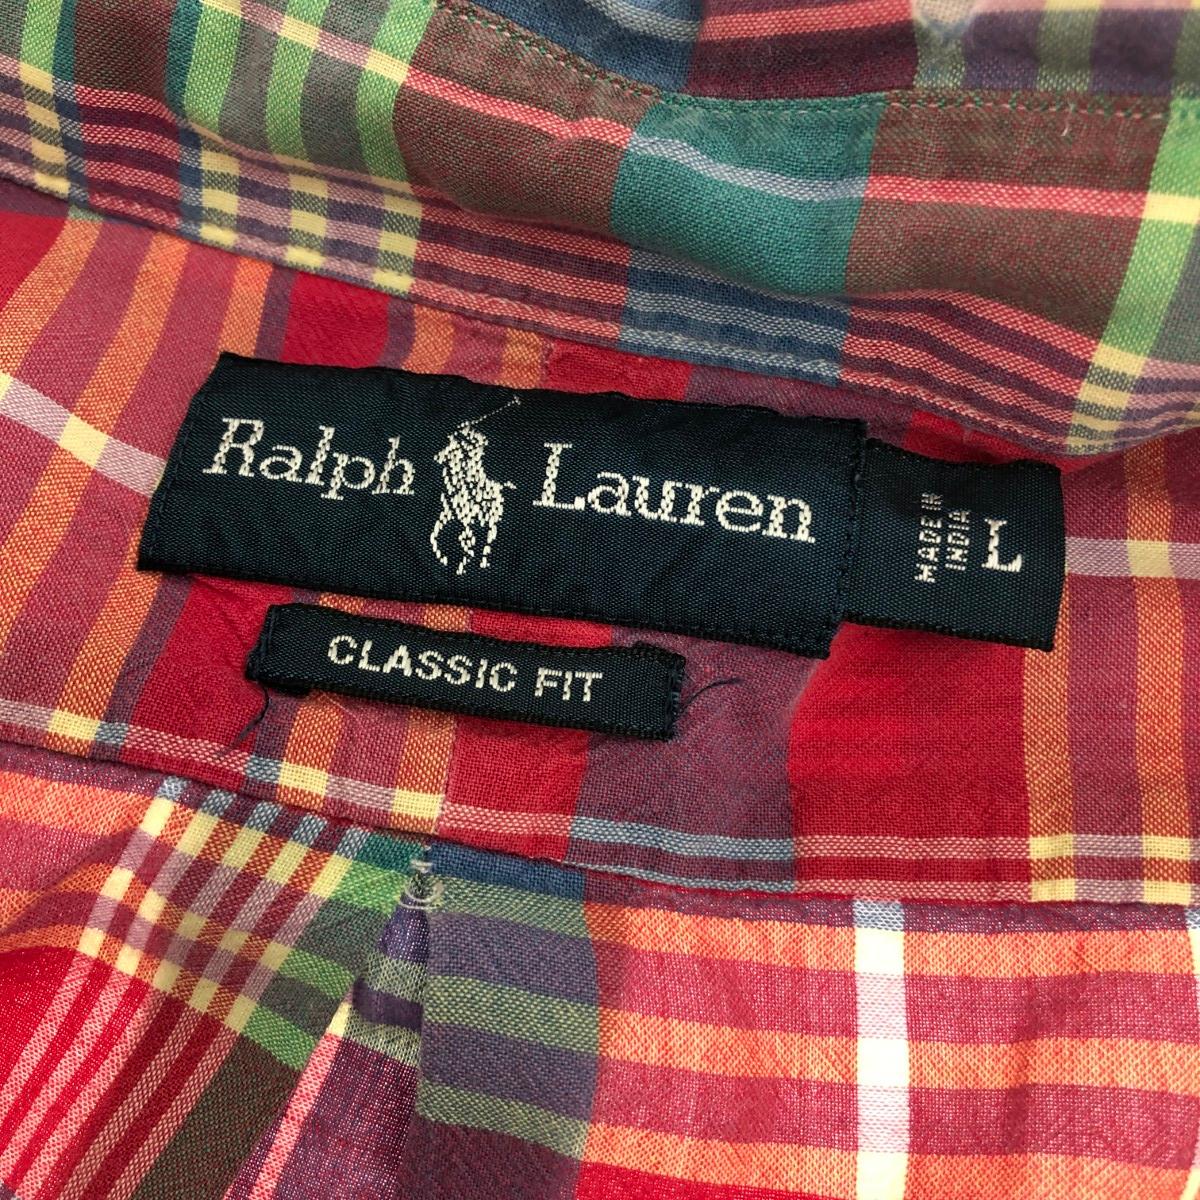 Ralph Lauren
MADE IN
INDIA
L
CLASSIC FIT